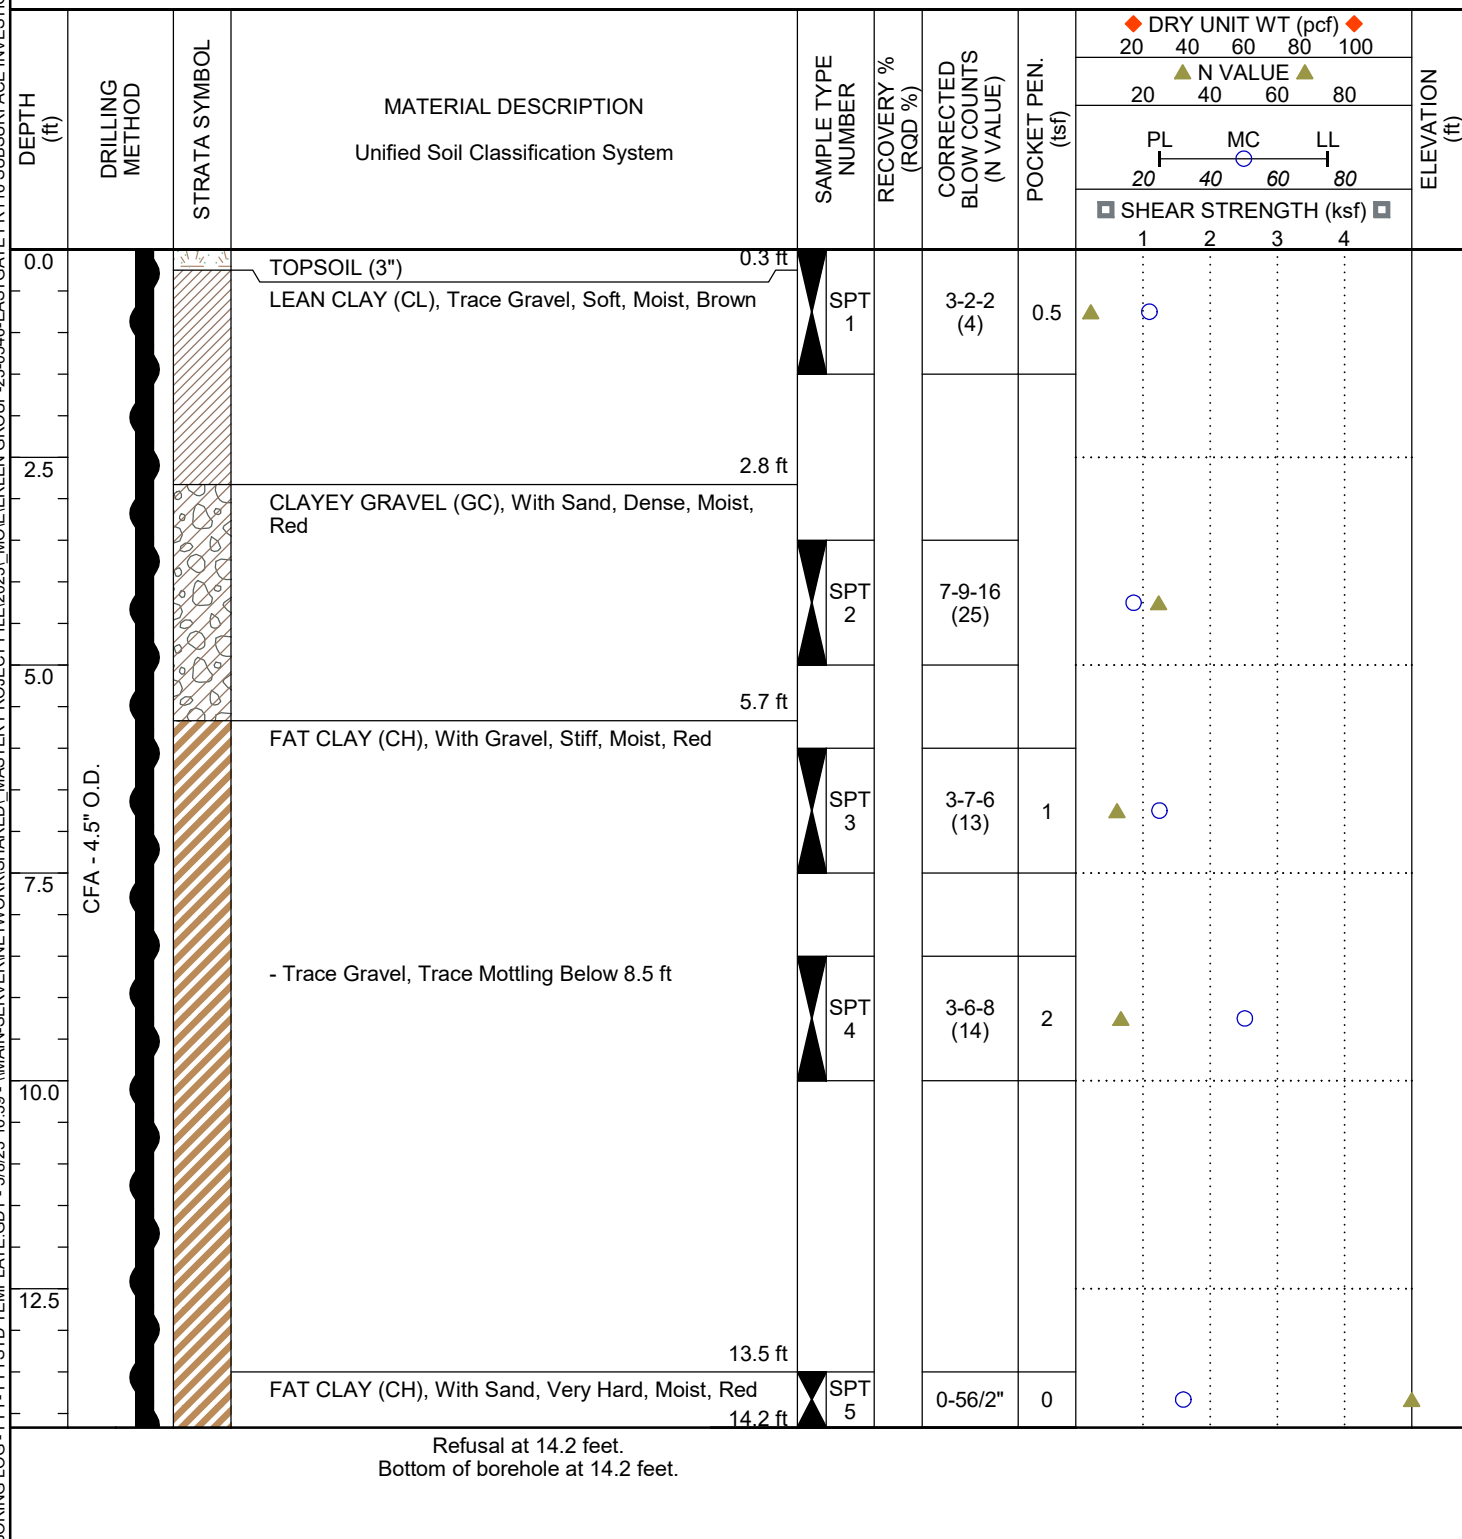 DEPTH
(ft)
DRILLING
METHOD
STRATA SYMBOL
MATERIAL DESCRIPTION
Unified Soil Classification System
SAMPLE TYPE
NUMBER
RECOVERY %
(RQD %)
CORRECTED
BLOW COUNTS
(N VALUE)
POCKET PEN.
(tsf)
DRY UNIT WT (pcf)
20 40 60 80 100
N VALUE
20 40 60 80
PL MC LL
20 40 60 80
SHEAR STRENGTH (ksf)
1 2 3 4
ELEVATION
(ft)
0.0
TOPSOIL (3")
0.3 ft
LEAN CLAY (CL), Trace Gravel, Soft, Moist, Brown
SPT
1
3-2-2
(4)
0.5
2.5
2.8 ft
CLAYEY GRAVEL (GC), With Sand, Dense, Moist,
Red
SPT
2
7-9-16
(25)
5.0
5.7 ft
FAT CLAY (CH), With Gravel, Stiff, Moist, Red
SPT
3
3-7-6
(13)
1
7.5
CFA - 4.5" O.D.
- Trace Gravel, Trace Mottling Below 8.5 ft
SPT
4
3-6-8
(14)
2
10.0
12.5
13.5 ft
FAT CLAY (CH), With Sand, Very Hard, Moist, Red
14.2 ft
SPT
5
0-56/2"
0
Refusal at 14.2 feet.
Bottom of borehole at 14.2 feet.